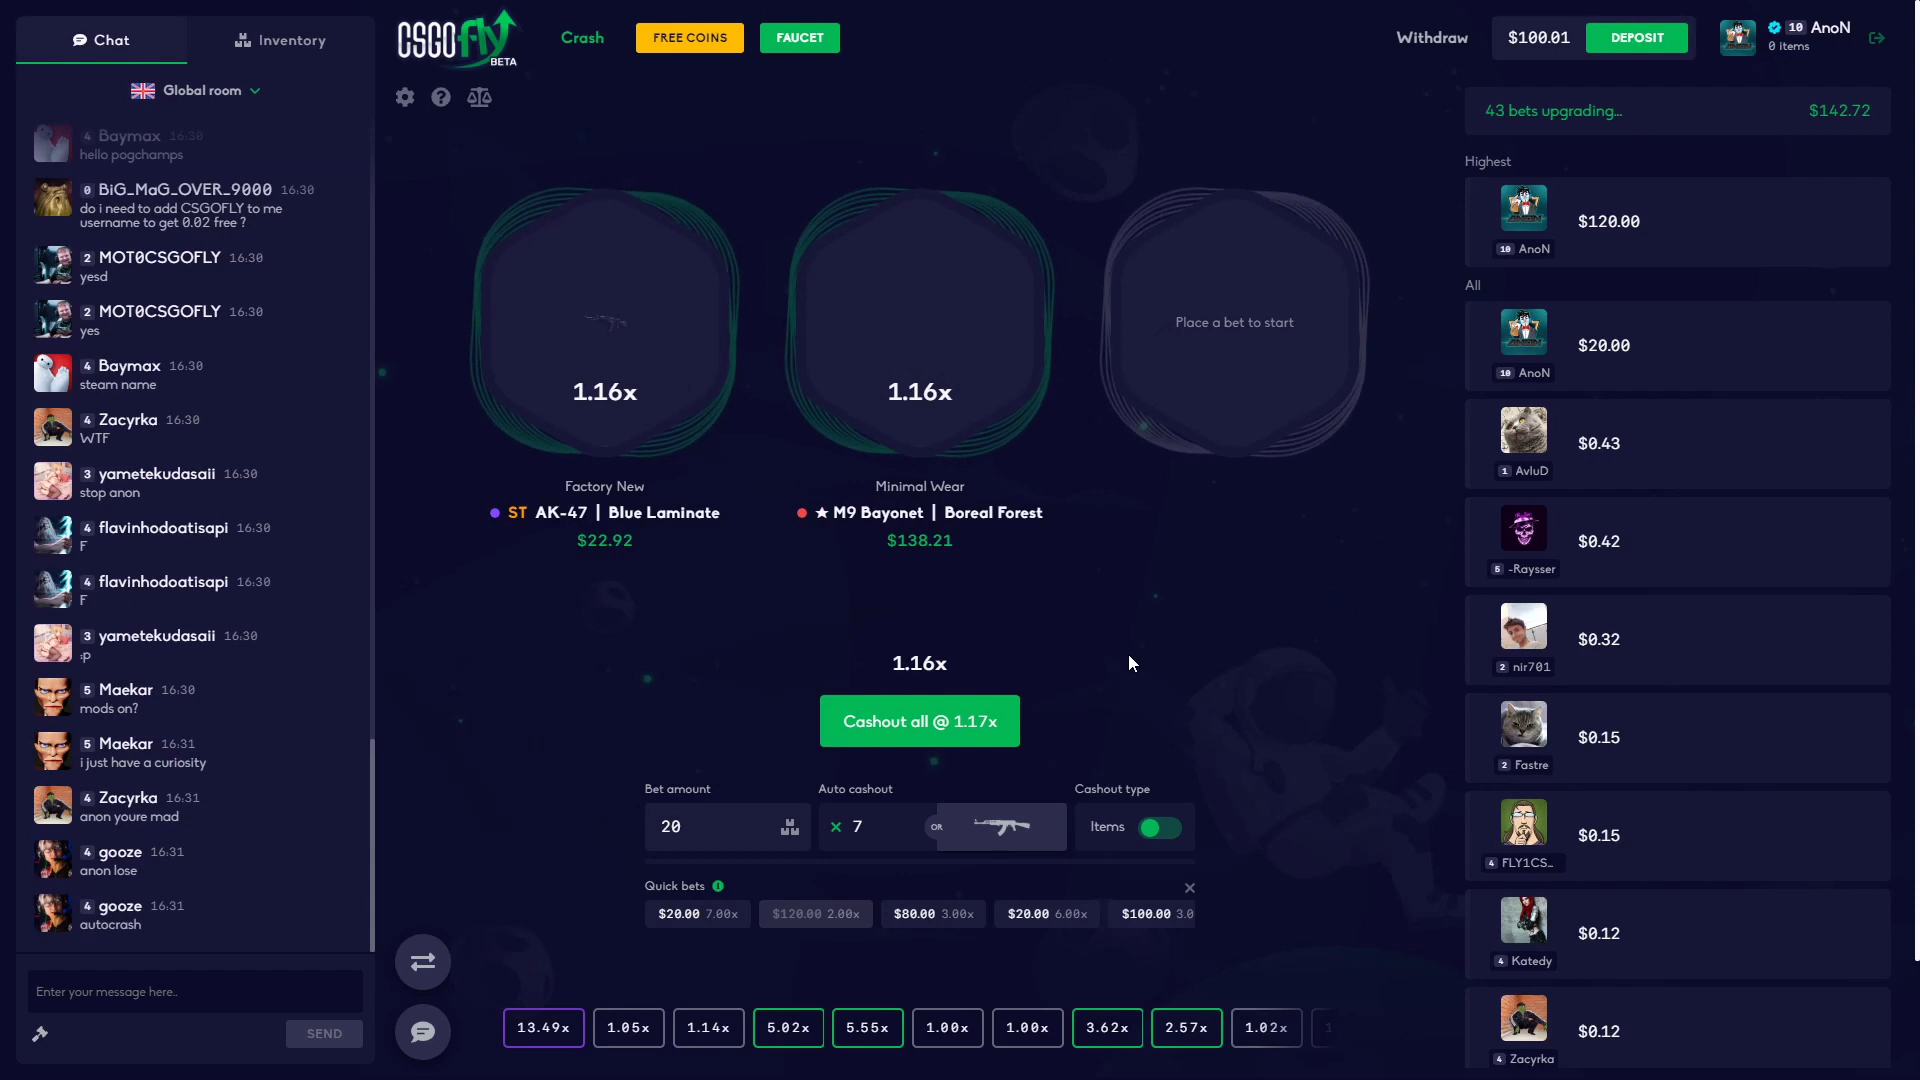 Chat
Inventory
Global room
4 Baymax 16:30
hello pogchamps
0 BiG_MaG_OVER_9000 16:30
do i need to add CSGOFLY to me
username to get 0.02 free ?
2 MOT0CSGOFLY 16:30
yesd
2 MOT0CSGOFLY 16:30
yes
4 Baymax 16:30
steam name
4 Zacyrka 16:30
WTF
3 yametekudasaii 16:30
stop anon
4 flavinhodoatisapi 16:30
F
4 flavinhodoatisapi 16:30
F
3 yametekudasaii 16:30
:p
5 Maekar 16:30
mods on?
5 Maekar 16:31
i just have a curiosity
4 Zacyrka 16:31
anon youre mad
4 gooze 16:31
anon lose
4 gooze 16:31
autocrash
Enter your message here..
SEND
CSGOfly
BETA
Crash
FREE COINS
FAUCET
Withdraw
$100.01
DEPOSIT
10 AnoN
0 items
1.16x
Factory New
ST AK-47 | Blue Laminate
$22.92
1.16x
Minimal Wear
★ M9 Bayonet | Boreal Forest
$138.21
Place a bet to start
1.16x
Cashout all @ 1.17x
Bet amount
20
Auto cashout
7
OR
Cashout type
Items
Quick bets
$20.00 7.00x
$120.00 2.00x
$80.00 3.00x
$20.00 6.00x
$100.00 3.0
13.49x
1.05x
1.14x
5.02x
5.55x
1.00x
1.00x
3.62x
2.57x
1.02x
43 bets upgrading...
$142.72
Highest
$120.00
10 AnoN
All
$20.00
10 AnoN
$0.43
1 AvluD
$0.42
5 -Raysser
$0.32
2 nir701
$0.15
2 Fastre
$0.15
4 FLY1CS...
$0.12
4 Katedy
$0.12
4 Zacyrka